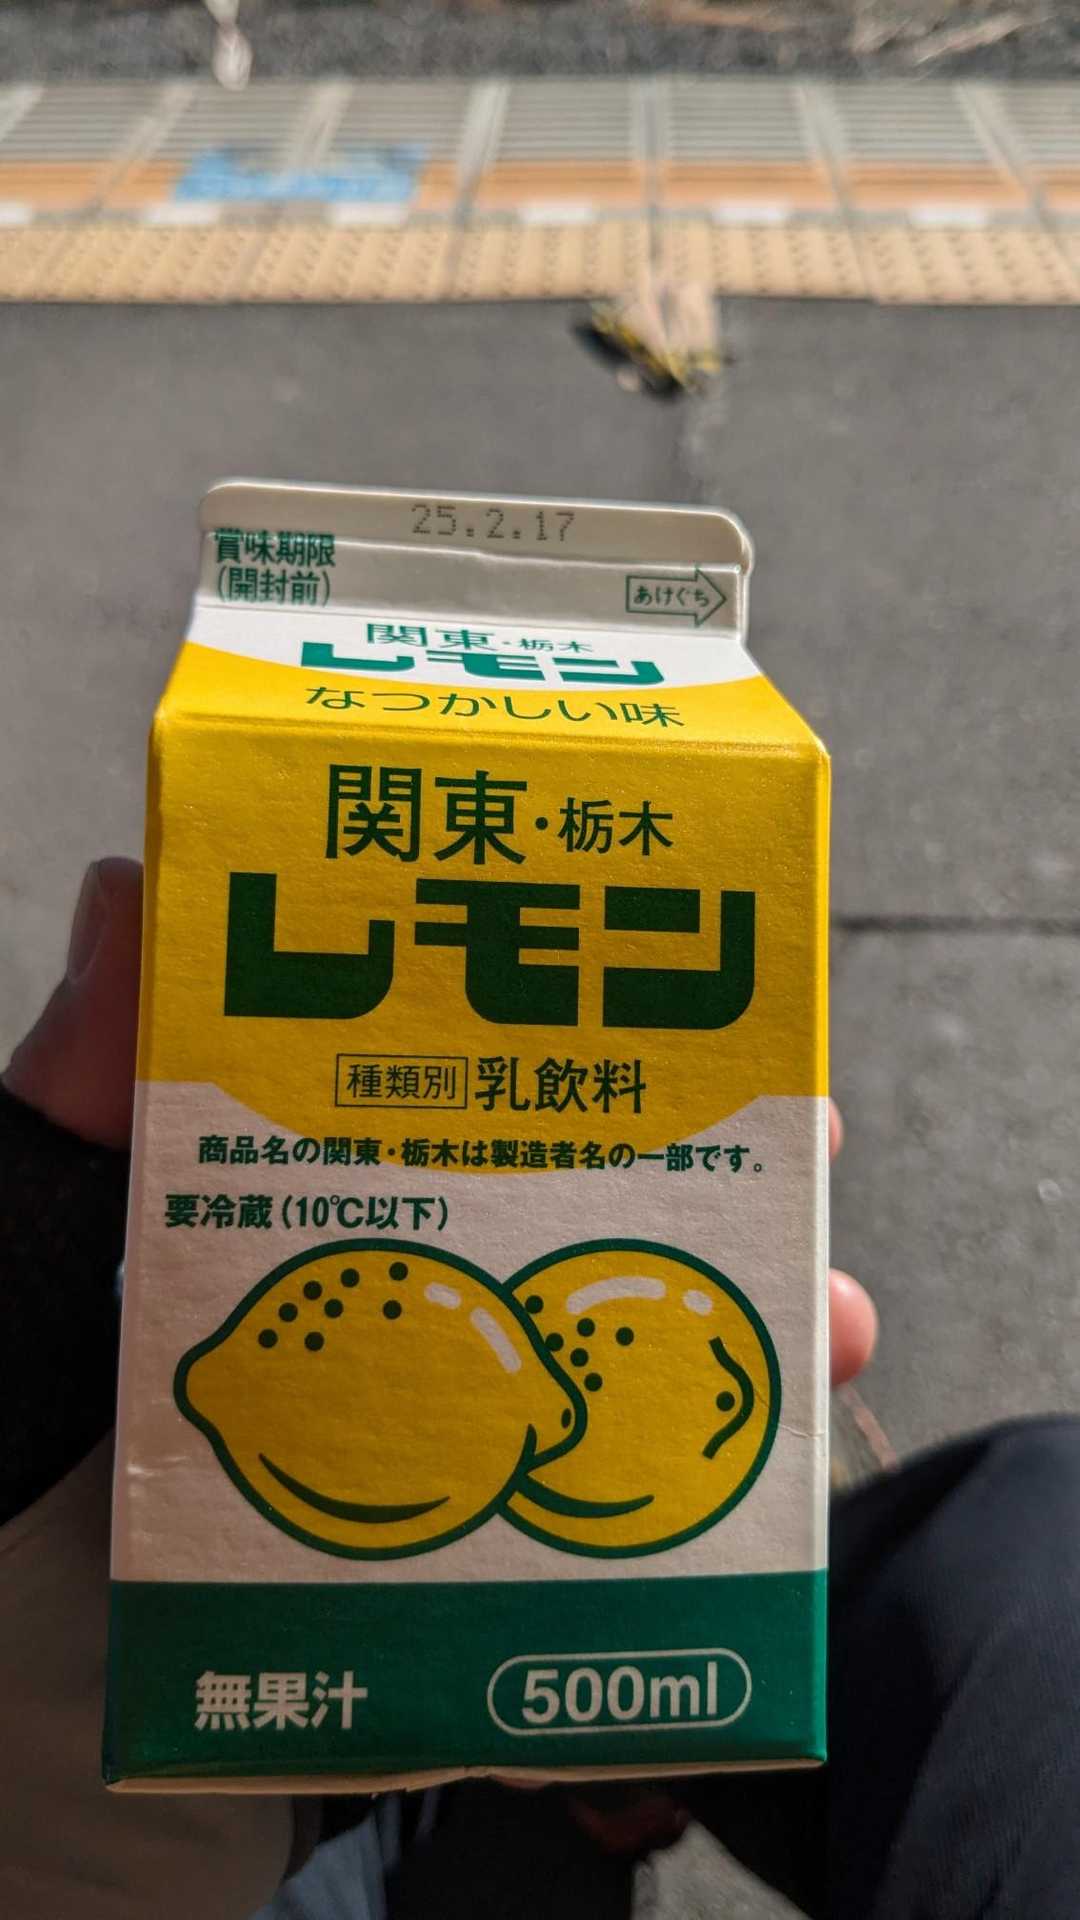 25.2.17
賞味期限
(開封前)
あけぐち
関東・栃木
レモン
なつかしい味
関東・栃木
レモン
種類別 乳飲料
商品名の関東・栃木は製造者名の一部です。
要冷蔵(10℃以下)
無果汁
500ml